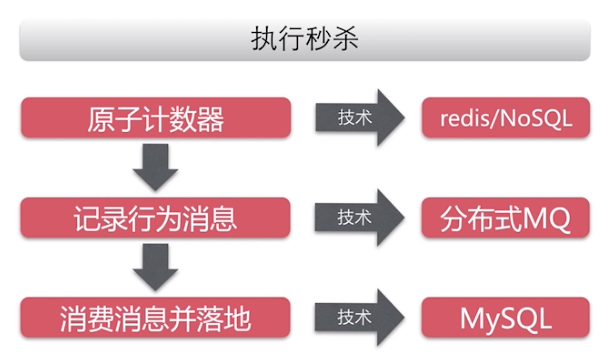 执行秒杀
原子计数器
技术
redis/NoSQL
记录行为消息
技术
分布式MQ
消费消息并落地
技术
MySQL